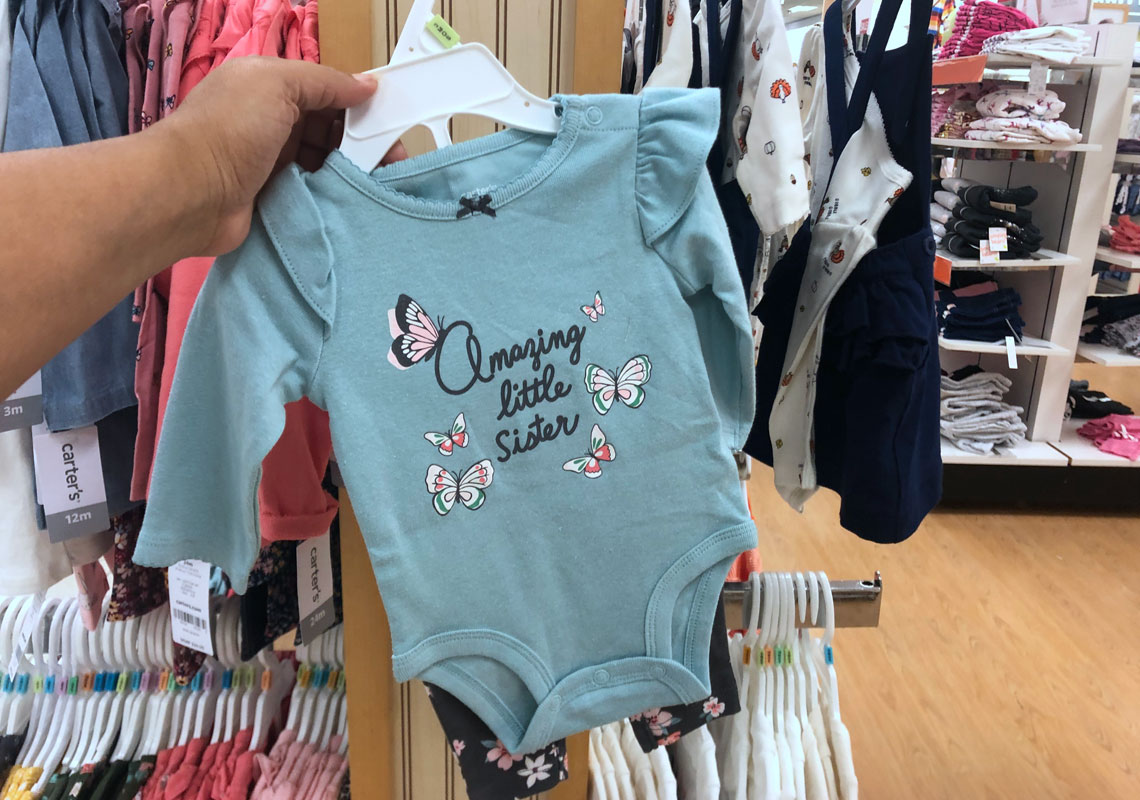 Amazing
little
Sister
3m
carter's
12m
carter's
24m